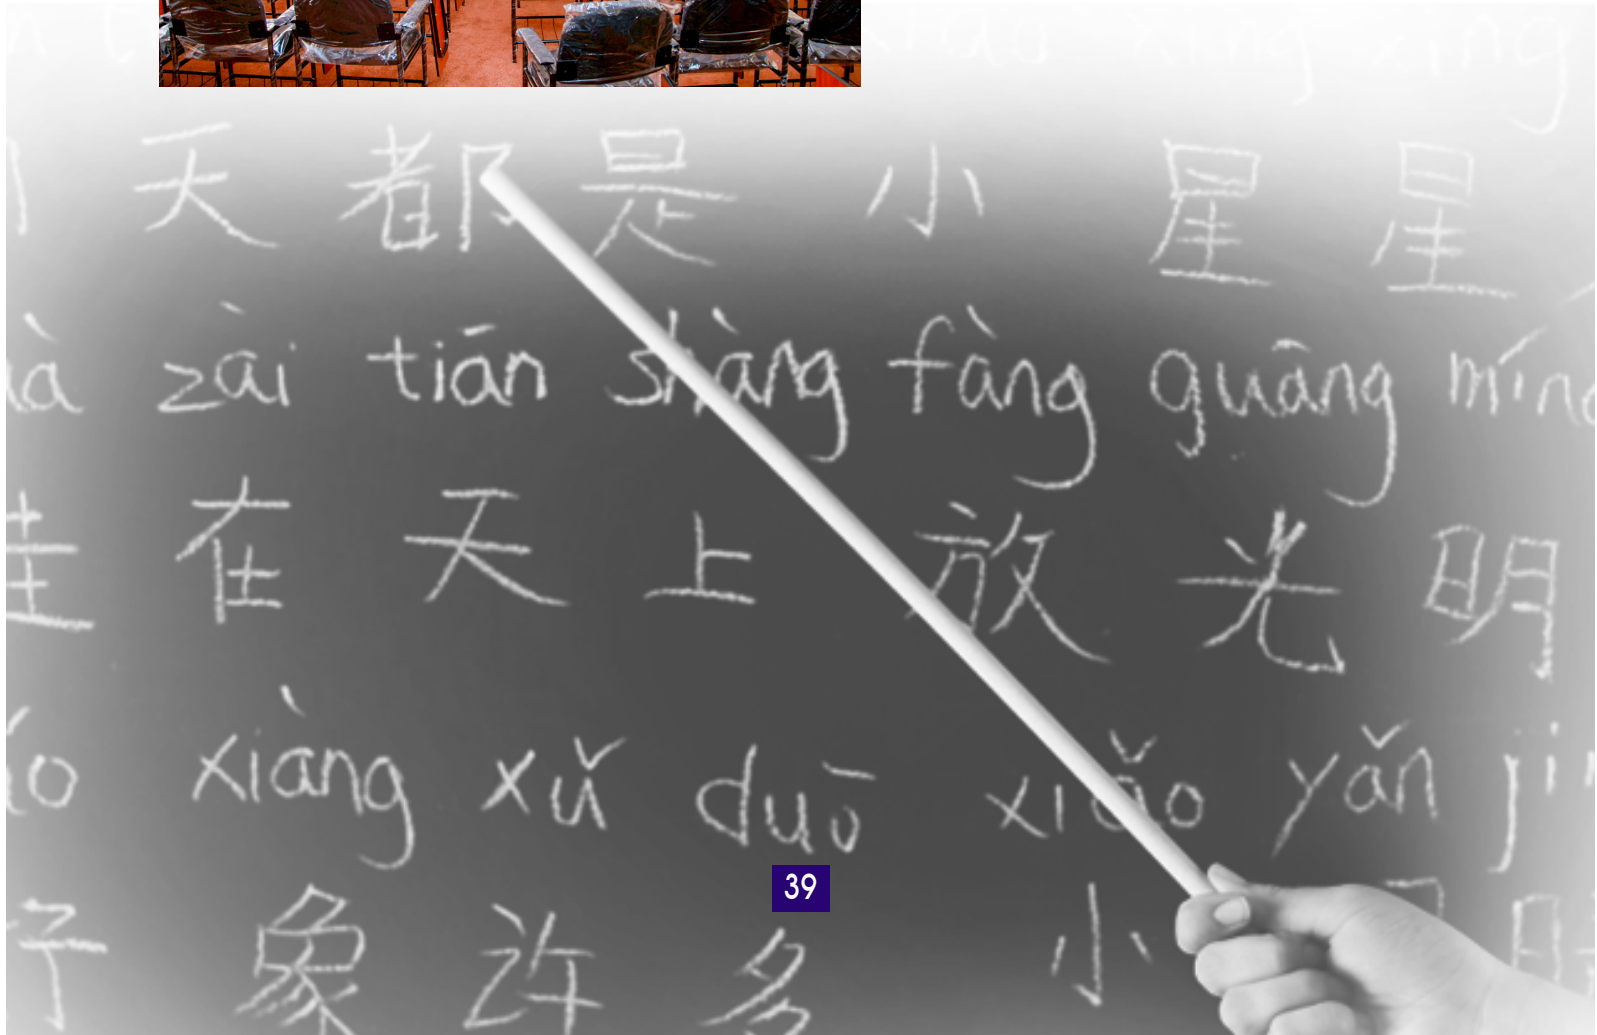 天 都 是 小 星 星
zài tiān shàng fàng guāng
在 天 上 放 光 明
xiàng xǔ duō xiǎo yǎn
39
象 许 多 小